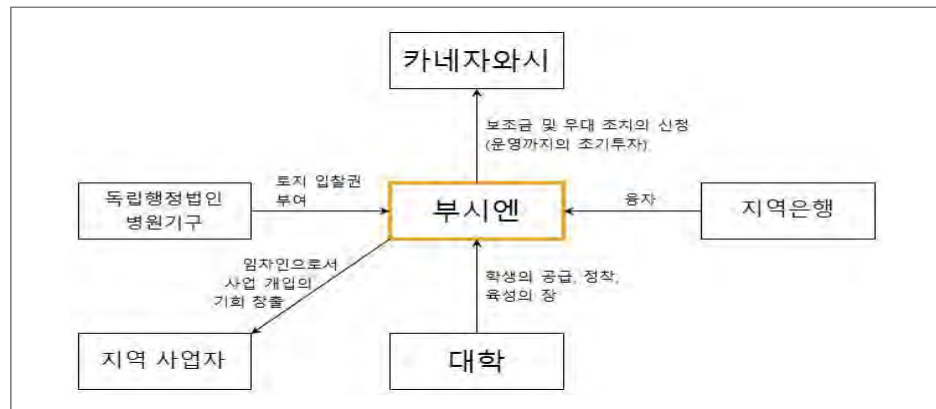 카네자와시
보조금 및 우대 조치의 신청
(운영까지의 초기투자)
토지 입찰권
부여
독립행정법인
병원기구
부시엔
융자
지역은행
임차인으로서
사업 개입의
기회 창출
학생의 공급, 정착,
육성의 장
지역 사업자
대학